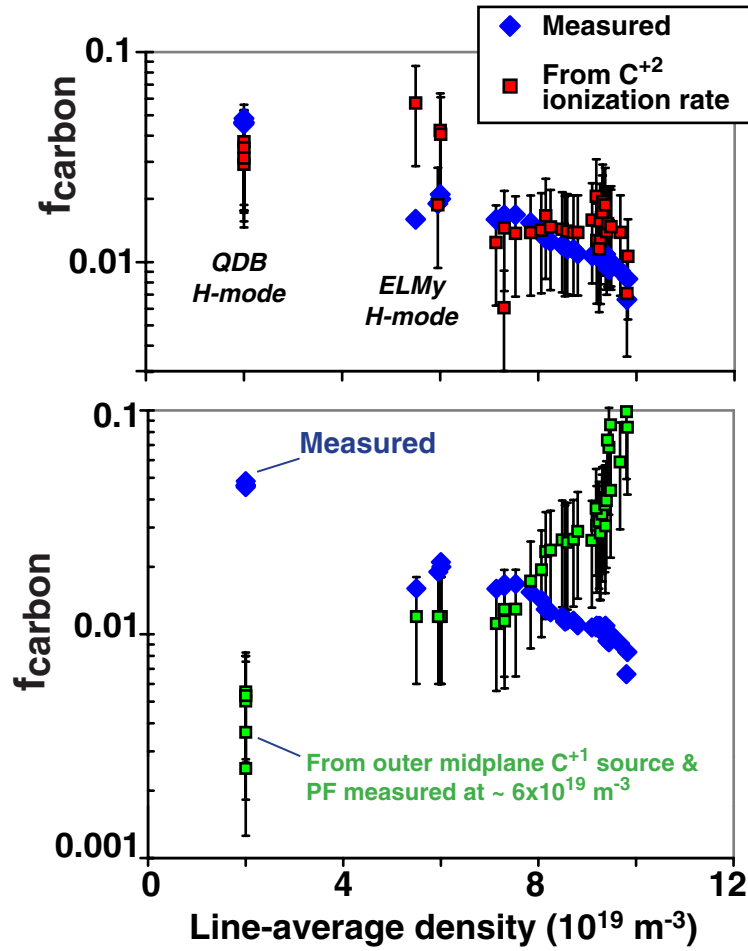 Measured
From C⁺² ionization rate
0.1
0.01
fcarbon
QDB
H-mode
ELMy
H-mode
12
0.1
Measured
0.01
fcarbon
From outer midplane C⁺¹ source &
PF measured at ~ 6x10¹⁹ m⁻³
0.001
0 4 6 8 12
Line-average density (10¹⁹ m⁻³)